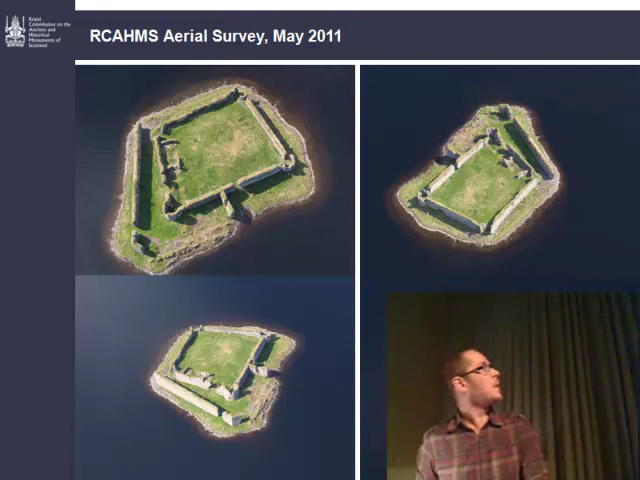 Royal
Commission on the
Ancient and
Historical
Monuments of
Scotland
RCAHMS Aerial Survey, May 2011